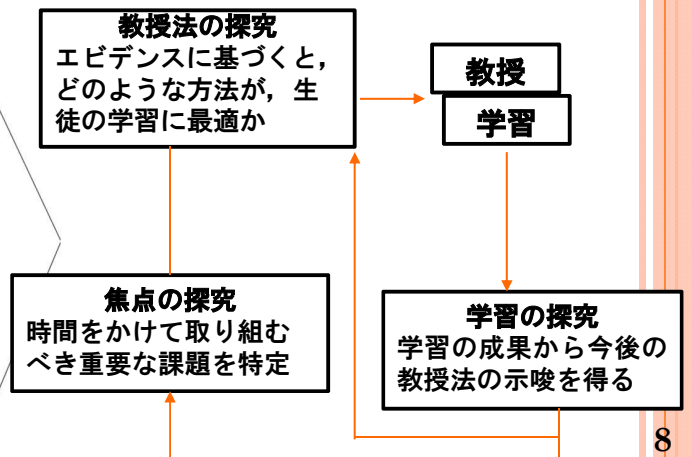 教授法の探究
エビデンスに基づくと，
どのような方法が，生
徒の学習に最適か
教授
学習
焦点の探究
時間をかけて取り組む
べき重要な課題を特定
学習の探究
学習の成果から今後の
教授法の示唆を得る
8